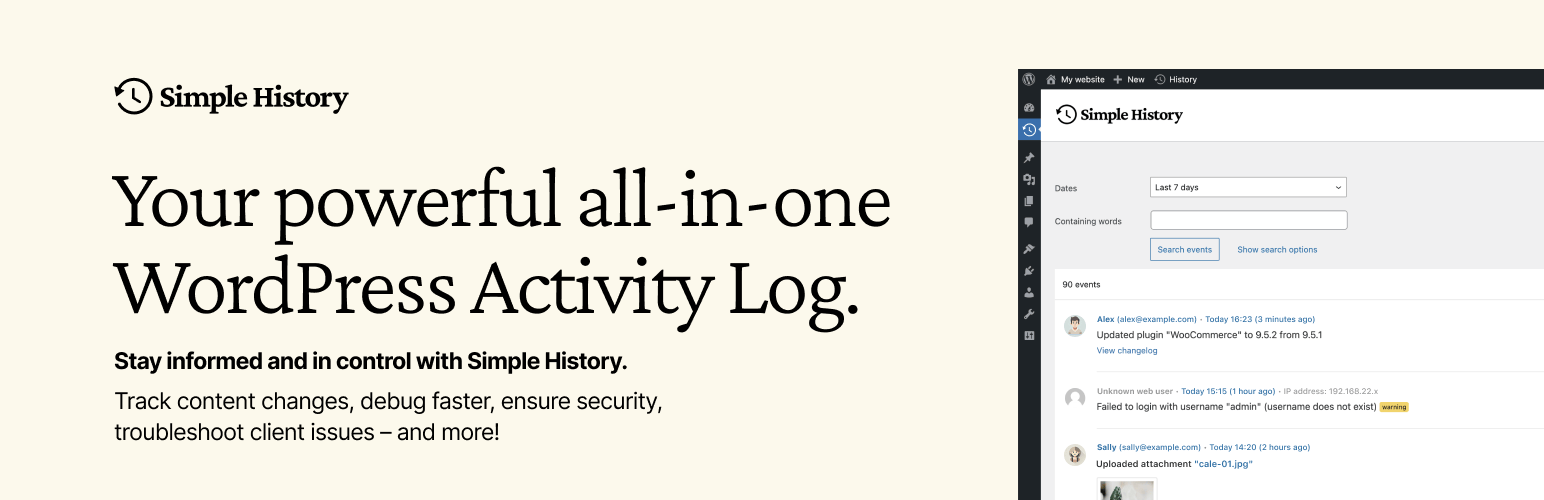 Simple History
Your powerful all-in-one
WordPress Activity Log.
Stay informed and in control with Simple History.
Track content changes, debug faster, ensure security,
troubleshoot client issues – and more!
My website New History
Simple History
Dates Last 7 days
Containing words
Search events Show search options
90 events
Alex (alex@example.com) · Today 16:23 (3 minutes ago)
Updated plugin "WooCommerce" to 9.5.2 from 9.5.1
View changelog
Unknown web user · Today 15:15 (1 hour ago) · IP address: 192.168.22.x
Failed to login with username "admin" (username does not exist) warning
Sally (sally@example.com) · Today 14:20 (2 hours ago)
Uploaded attachment "cale-01.jpg"